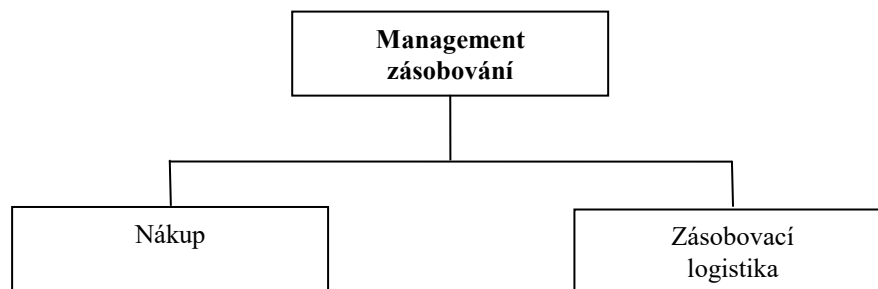 Management
zásobování
Nákup
Zásobovací
logistika